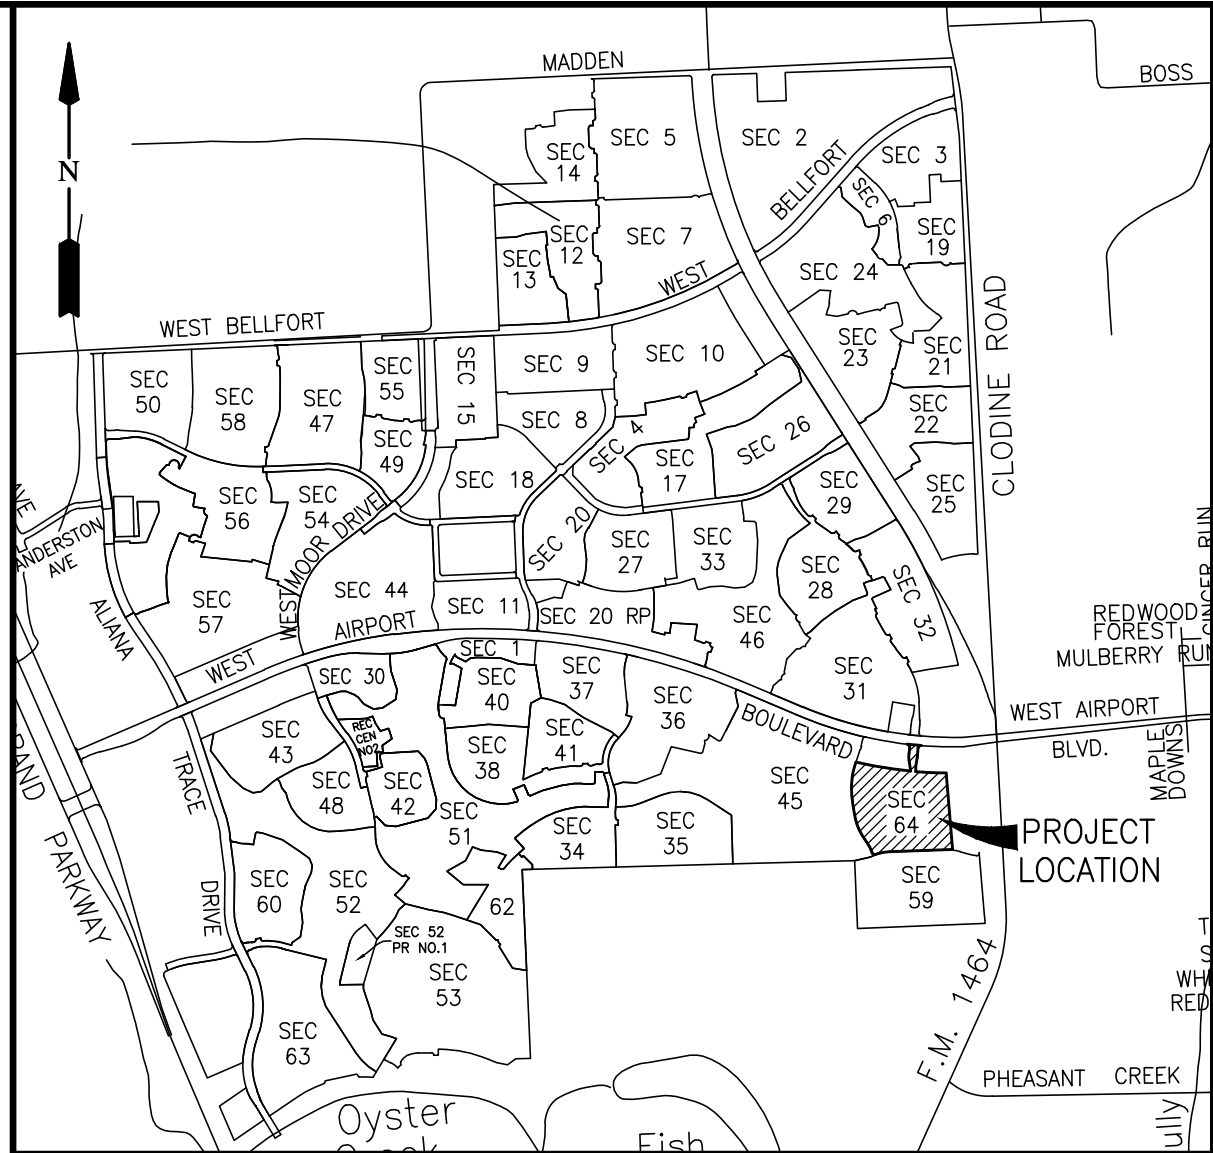 MADDEN
BOSS
N
SEC 5
SEC 2
SEC
14
BELLFORT
SEC 3
SEC 6
SEC
19
SEC
12
SEC 7
SEC
13
WEST
SEC 24
WEST BELLFORT
CLODINE ROAD
SEC
50
SEC
58
SEC
47
SEC
55
SEC 15
SEC 9
SEC 10
SEC
23
SEC
21
SEC
49
SEC 8
SEC 4
SEC
17
SEC 26
SEC
22
SEC 18
SEC
29
SEC
25
AVE
ANDERSTON
AVE
SEC
56
SEC
54
WESTMOOR DRIVE
SEC 20
SEC
27
SEC
33
SEC
28
SEC 32
GINGER RUN
ALIANA
SEC
57
SEC 44
SEC 11
SEC 20 RP
SEC
46
REDWOOD
FOREST
MULBERRY RUN
WEST
AIRPORT
SEC 1
SEC 30
SEC
40
SEC
37
SEC
36
SEC
31
WEST AIRPORT
BLVD.
BOULEVARD
MAPLE
DOWNS
SEC
43
REC
CEN
NO2
SEC
38
SEC
41
RAND
PARKWAY
TRACE
DRIVE
SEC
48
SEC
42
SEC
51
SEC
45
SEC
64
PROJECT
LOCATION
SEC
34
SEC
35
SEC
60
SEC
52
62
SEC
59
SEC 52
PR NO.1
SEC
53
F.M. 1464
WH
RED
SEC
63
PHEASANT CREEK
Oyster
Creek
Fish
ully